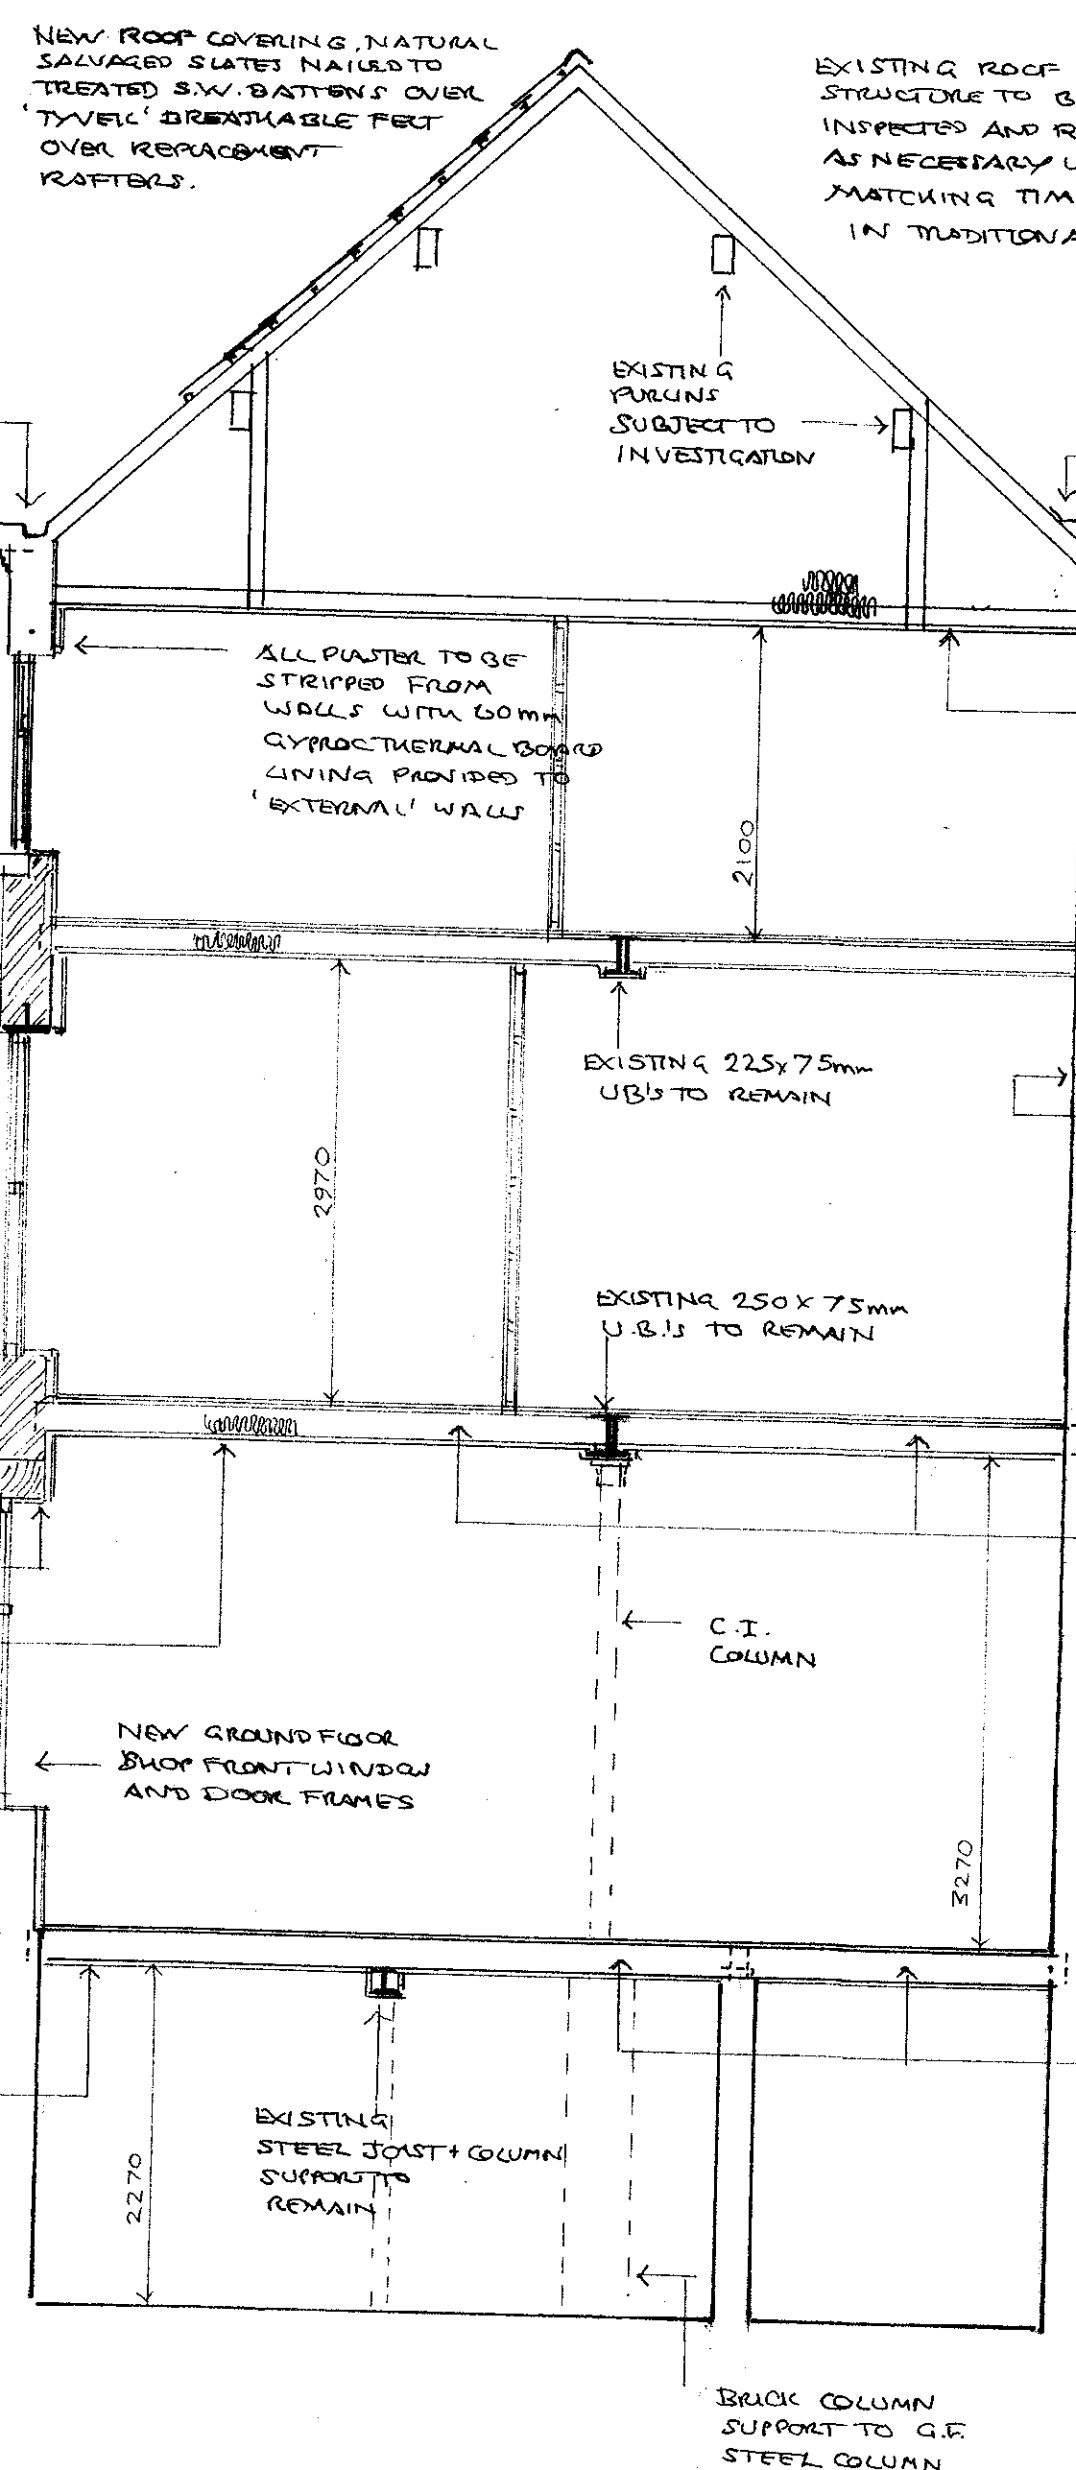 NEW ROOF COVERING, NATURAL
SALVAGED SLATES NAILED TO
TREATED S.W. BATTENS OVER
'TYVEK' BREATHABLE FELT
OVER REPLACEMENT
RAFTERS.
EXISTING ROOF
STRUCTURE TO B
INSPECTED AND R
AS NECESSARY U
MATCHING TIM
IN TRADITIONA
EXISTING
PURLINS
SUBJECT TO
INVESTIGATION
ALL PLASTER TO BE
STRIPPED FROM
WALLS WITH 60mm
GYPROC THERMAL BOARD
LINING PROVIDED TO
'EXTERNAL' WALLS
2100
EXISTING 225x75mm
UB'S TO REMAIN
2970
EXISTING 250X75mm
U.B.'S TO REMAIN
C.I.
COLUMN
NEW GROUND FLOOR
SHOP FRONT WINDOW
AND DOOR FRAMES
3270
EXISTING
STEEL JOIST + COLUMN
SUPPORT TO
REMAIN
2270
BRICK COLUMN
SUPPORT TO G.F.
STEEL COLUMN